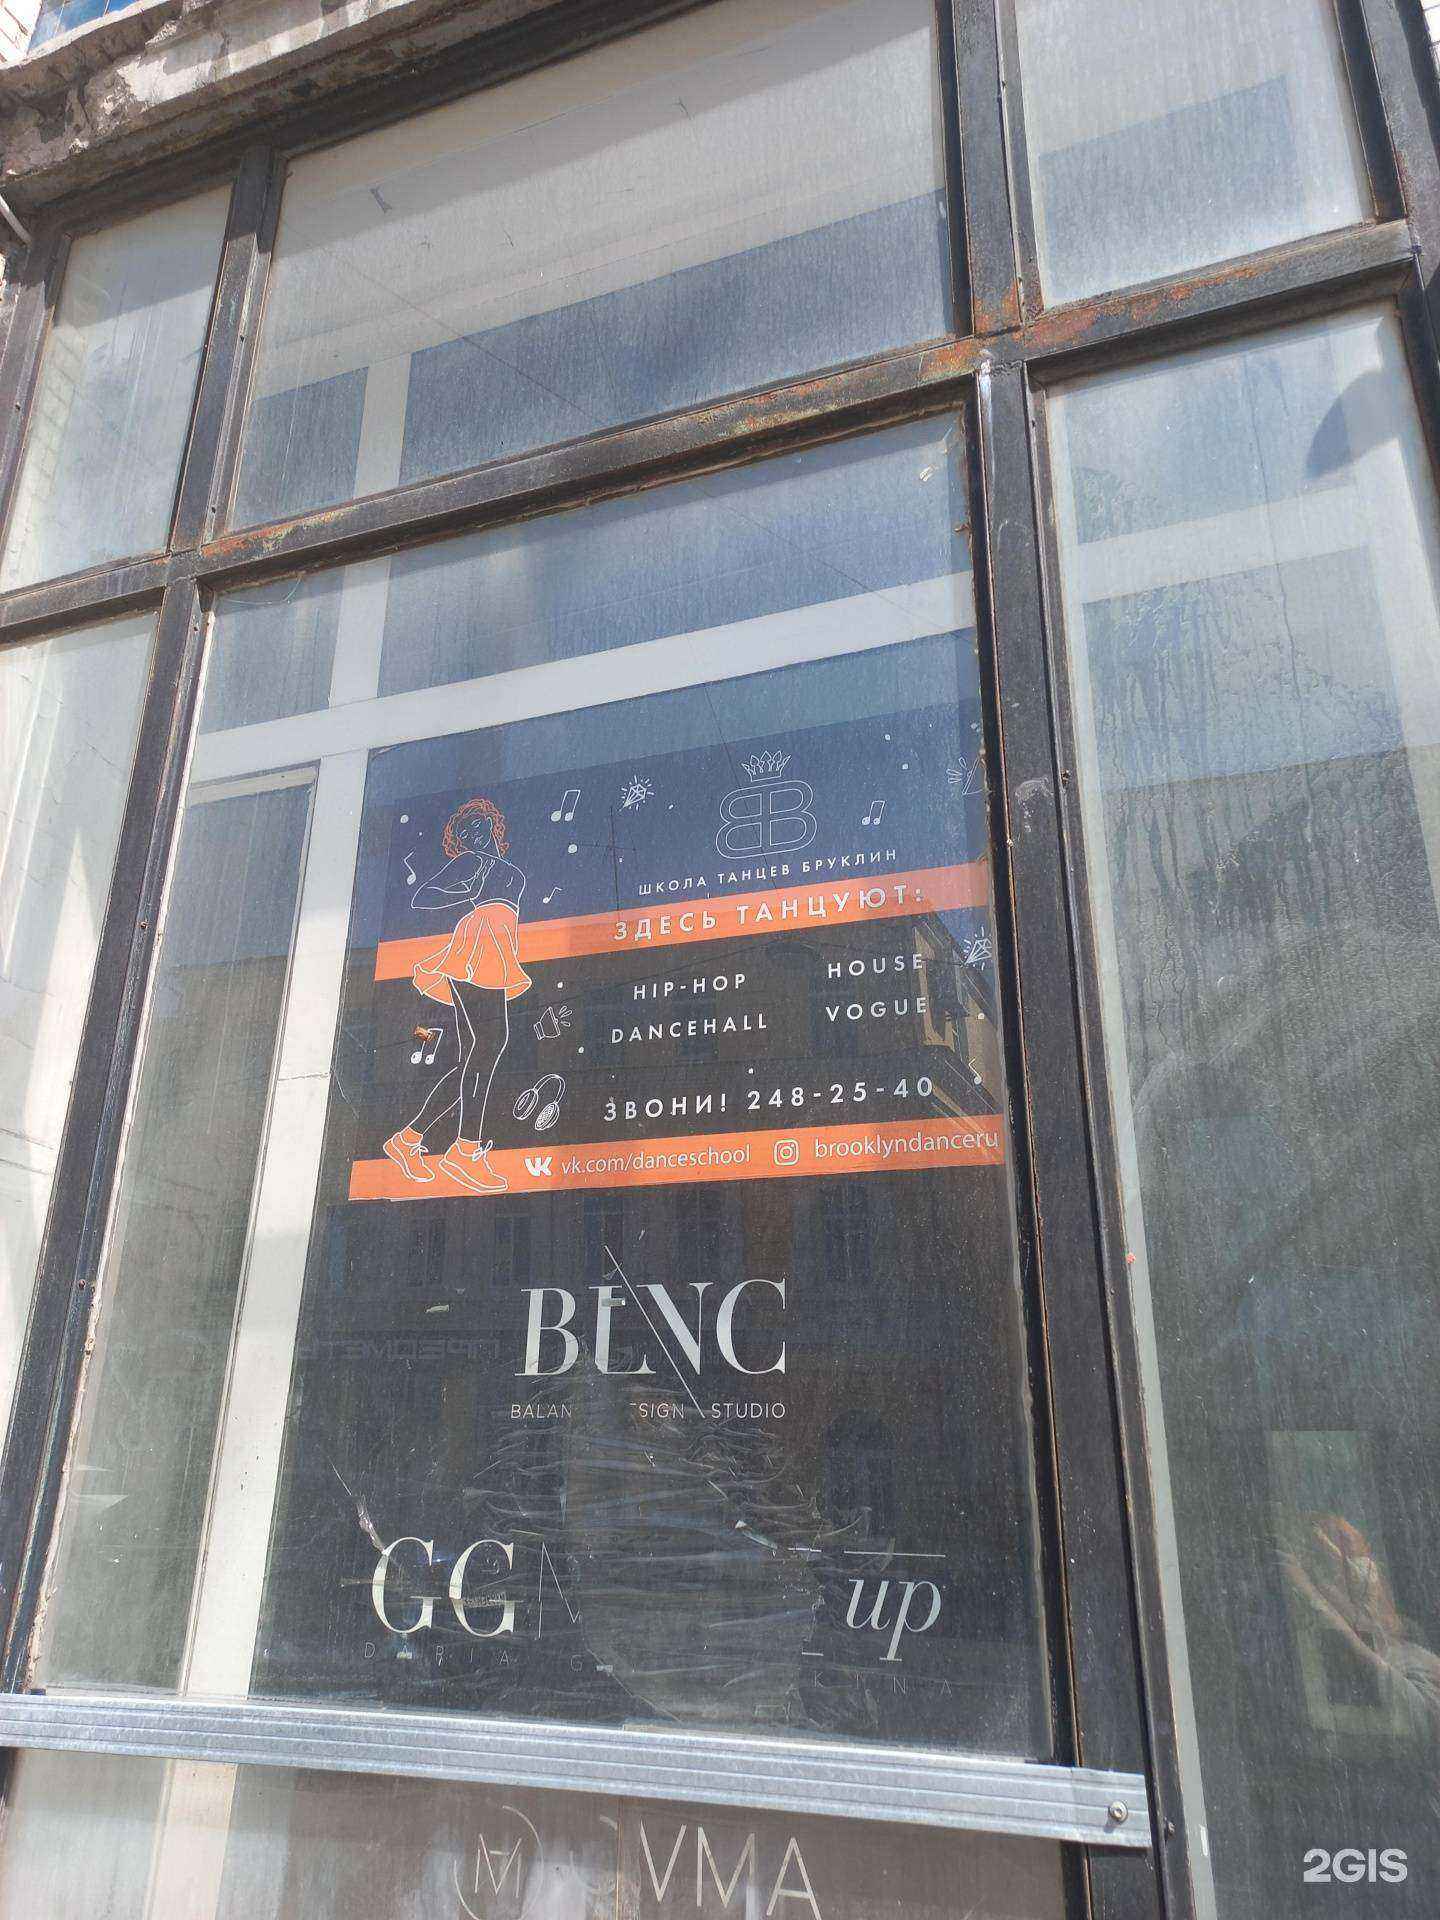 ШКОЛА ТАНЦЕВ БРУКЛИН
ЗДЕСЬ ТАНЦУЮТ:
HIP-HOP HOUSE
DANCEHALL VOGUE
ЗВОНИ! 248-25-40
vk.com/danceschool brooklyndanceru
BENC
STUDIO
up
2GIS